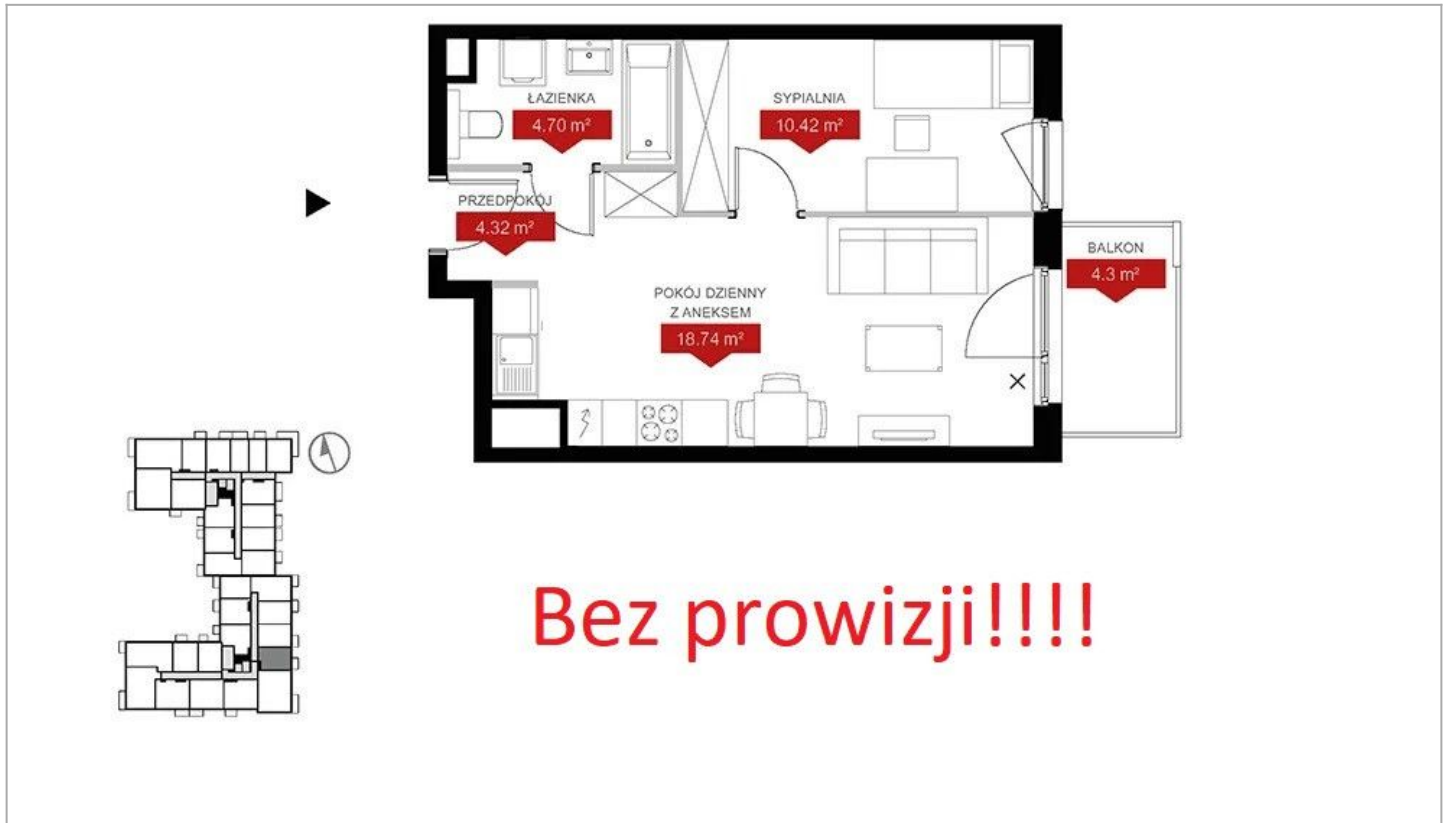 ŁAZIENKA
4.70 m²
SYPIALNIA
10.42 m²
PRZEDPOKÓJ
4.32 m²
BALKON
4.3 m²
POKÓJ DZIENNY
Z ANEKSEM
18.74 m²
Bez prowizji!!!!